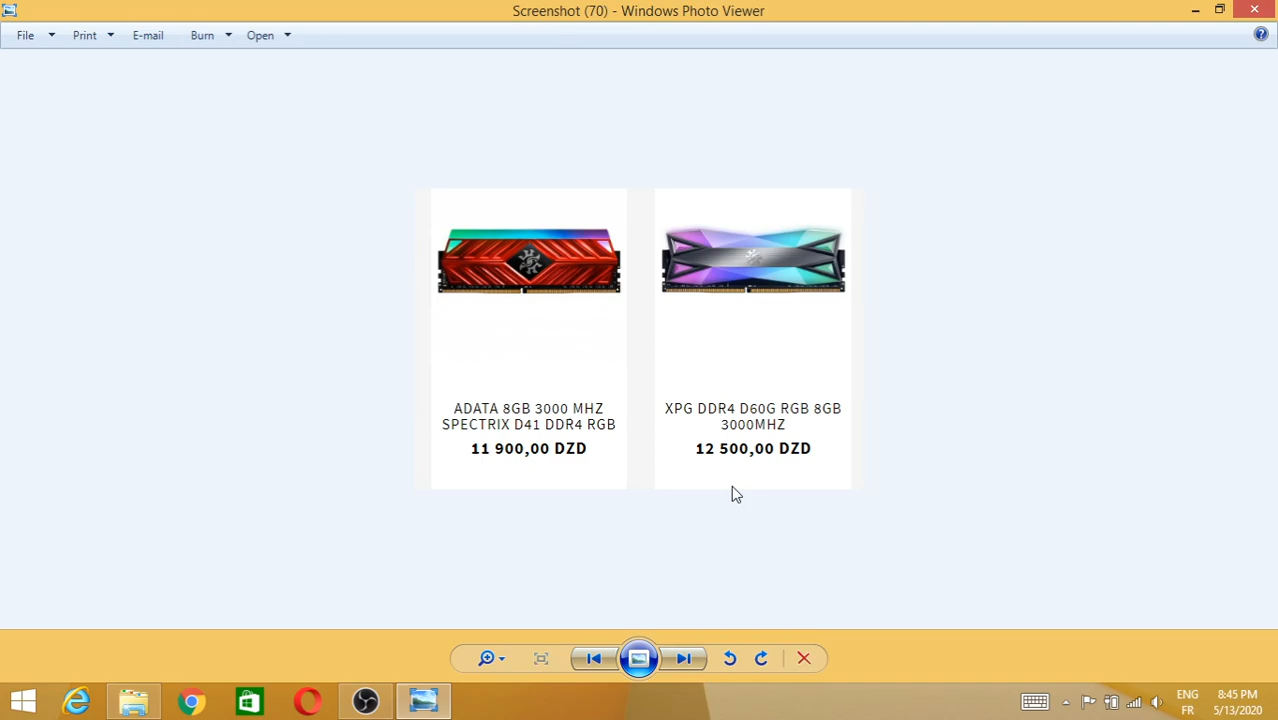 Screenshot (70) - Windows Photo Viewer
File Print E-mail Burn Open
ADATA 8GB 3000 MHZ
SPECTRIX D41 DDR4 RGB
11 900,00 DZD
XPG DDR4 D60G RGB 8GB
3000MHZ
12 500,00 DZD
ENG 8:45 PM
FR 5/13/2020